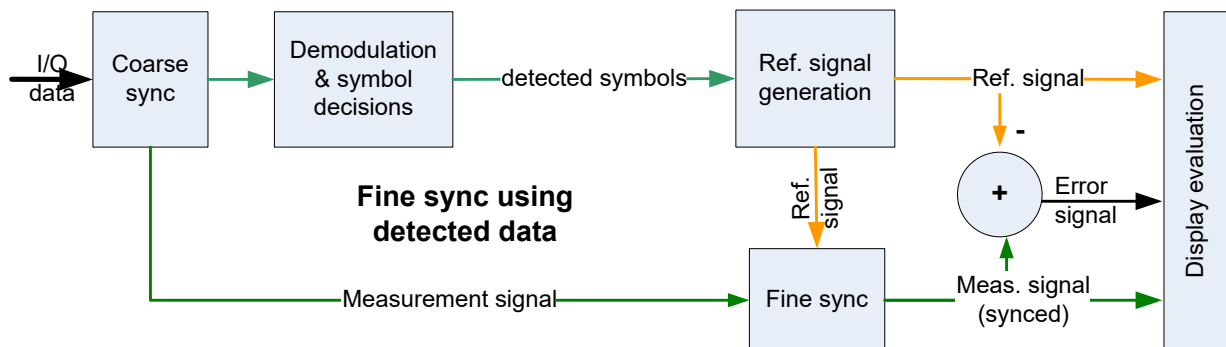 I/Q
data
Coarse
sync
Demodulation
& symbol
decisions
detected symbols
Ref. signal
generation
Ref. signal
-
+
Error
signal
Display evaluation
Ref.
signal
Fine sync using
detected data
Measurement signal
Fine sync
Meas. signal
(synced)